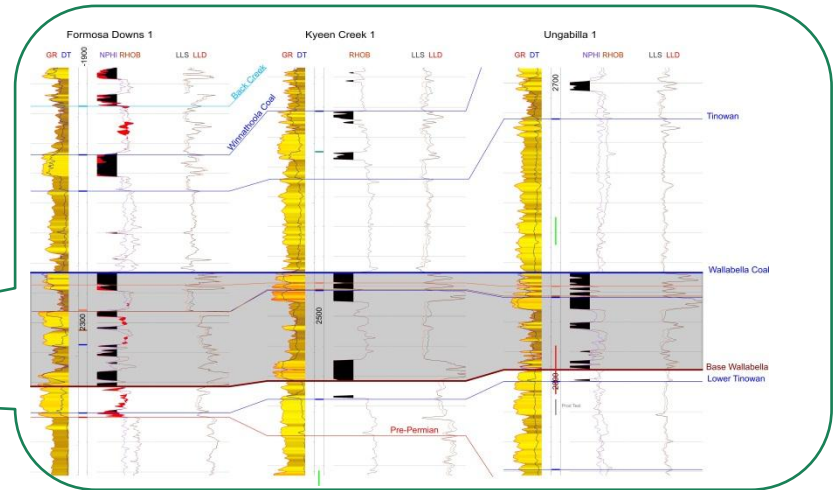 Formosa Downs 1
Kyeen Creek 1
Ungabilla 1
GR DT
NPHI RHOB
LLS LLD
GR DT
RHOB
LLS LLD
GR DT
NPHI RHOB
LLS LLD
-1900
2700
Back Creek
Winnathoola Coal
Tinowan
Wallabella Coal
2300
2500
Base Wallabella
Lower Tinowan
Pre-Permian